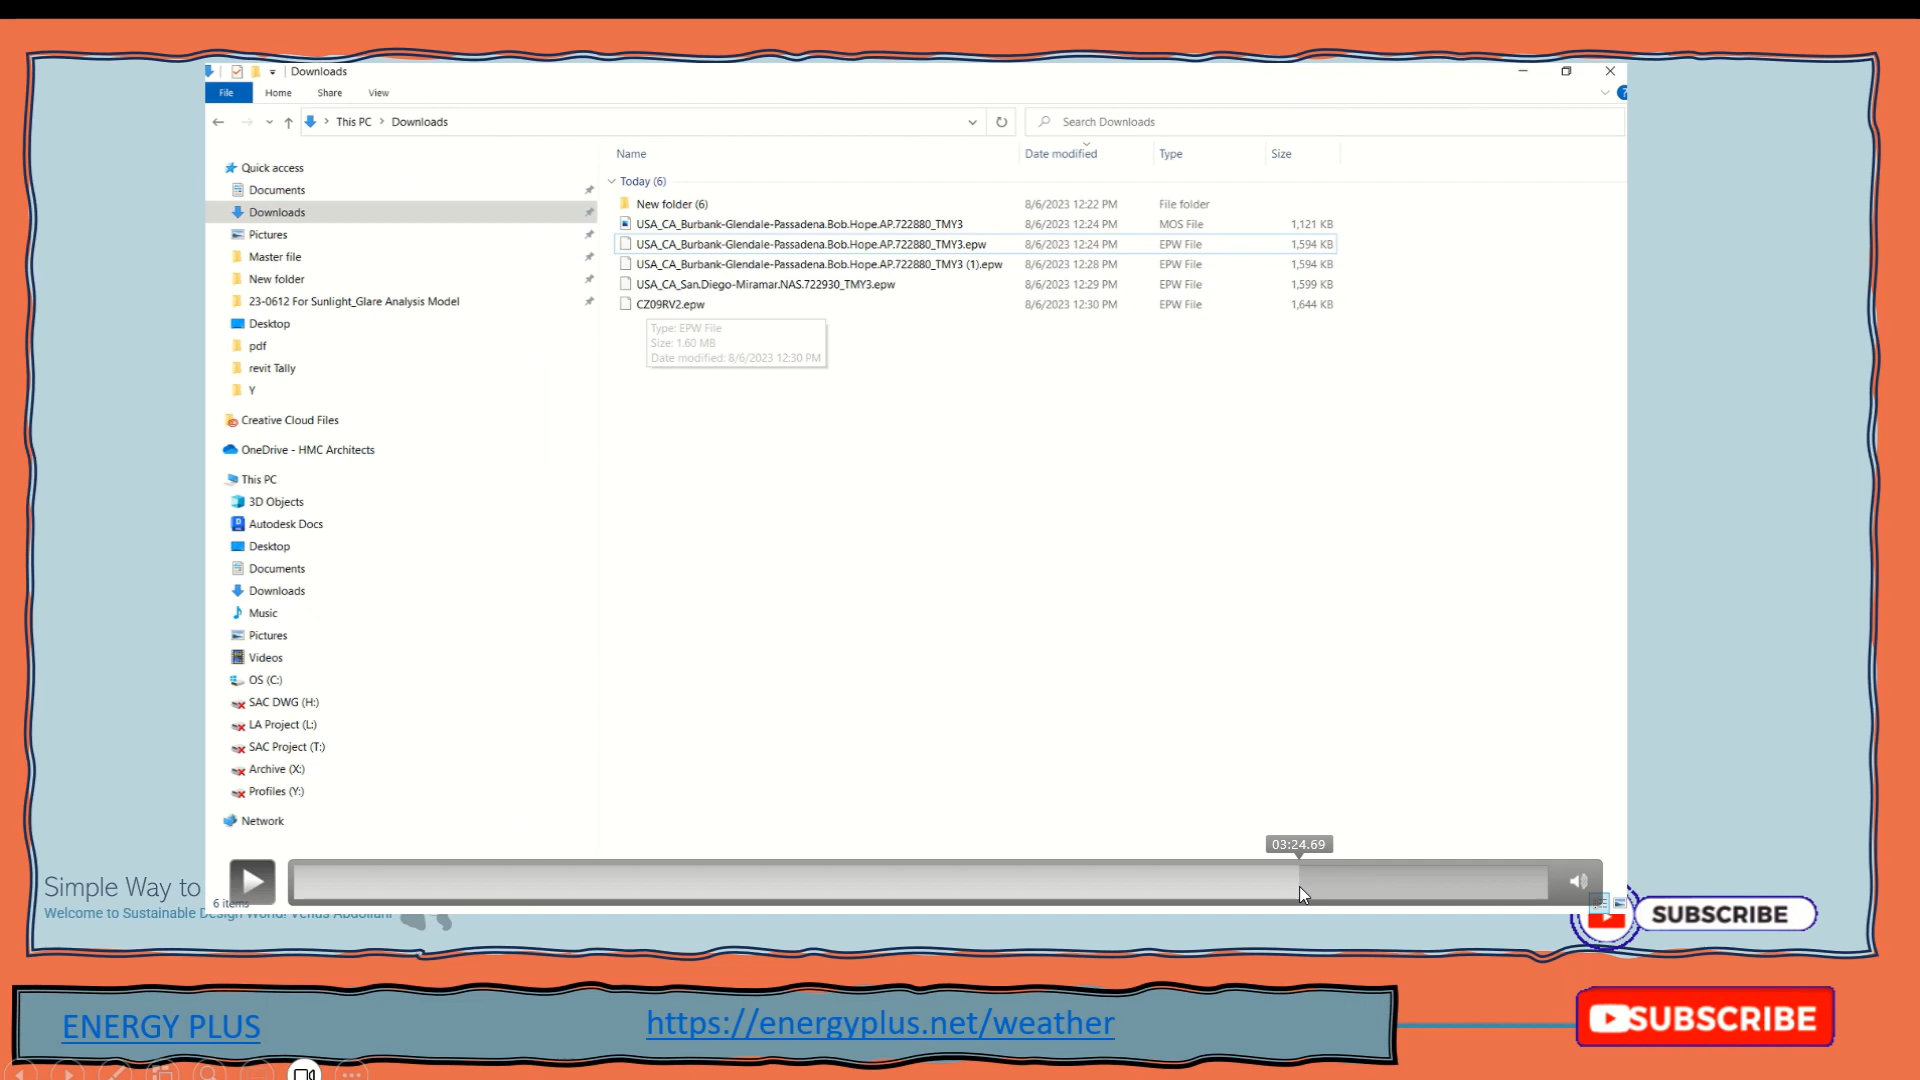 Downloads
File Home Share View
This PC Downloads
Search Downloads
Name Date modified Type Size
Quick access
Documents
Downloads
Pictures
Master file
New folder
23-0612 For Sunlight_Glare Analysis Model
Desktop
pdf
revit Tally
Y
Creative Cloud Files
OneDrive - HMC Architects
This PC
3D Objects
Autodesk Docs
Desktop
Documents
Downloads
Music
Pictures
Videos
OS (C:)
SAC DWG (H:)
LA Project (L:)
SAC Project (T:)
Archive (X:)
Profiles (Y:)
Network
6 items
Today (6)
New folder (6) 8/6/2023 12:22 PM File folder
USA_CA_Burbank-Glendale-Passadena.Bob.Hope.AP.722880_TMY3 8/6/2023 12:24 PM MOS File 1,121 KB
USA_CA_Burbank-Glendale-Passadena.Bob.Hope.AP.722880_TMY3.epw 8/6/2023 12:24 PM EPW File 1,594 KB
USA_CA_Burbank-Glendale-Passadena.Bob.Hope.AP.722880_TMY3 (1).epw 8/6/2023 12:28 PM EPW File 1,594 KB
USA_CA_San.Diego-Miramar.NAS.722930_TMY3.epw 8/6/2023 12:29 PM EPW File 1,599 KB
CZ09RV2.epw 8/6/2023 12:30 PM EPW File 1,644 KB
Type: EPW File
Size: 1.60 MB
Date modified: 8/6/2023 12:30 PM
03:24.69
Simple Way to
Welcome to Sustainable Design World! Venus Abdollahi
SUBSCRIBE
ENERGY PLUS
https://energyplus.net/weather
SUBSCRIBE